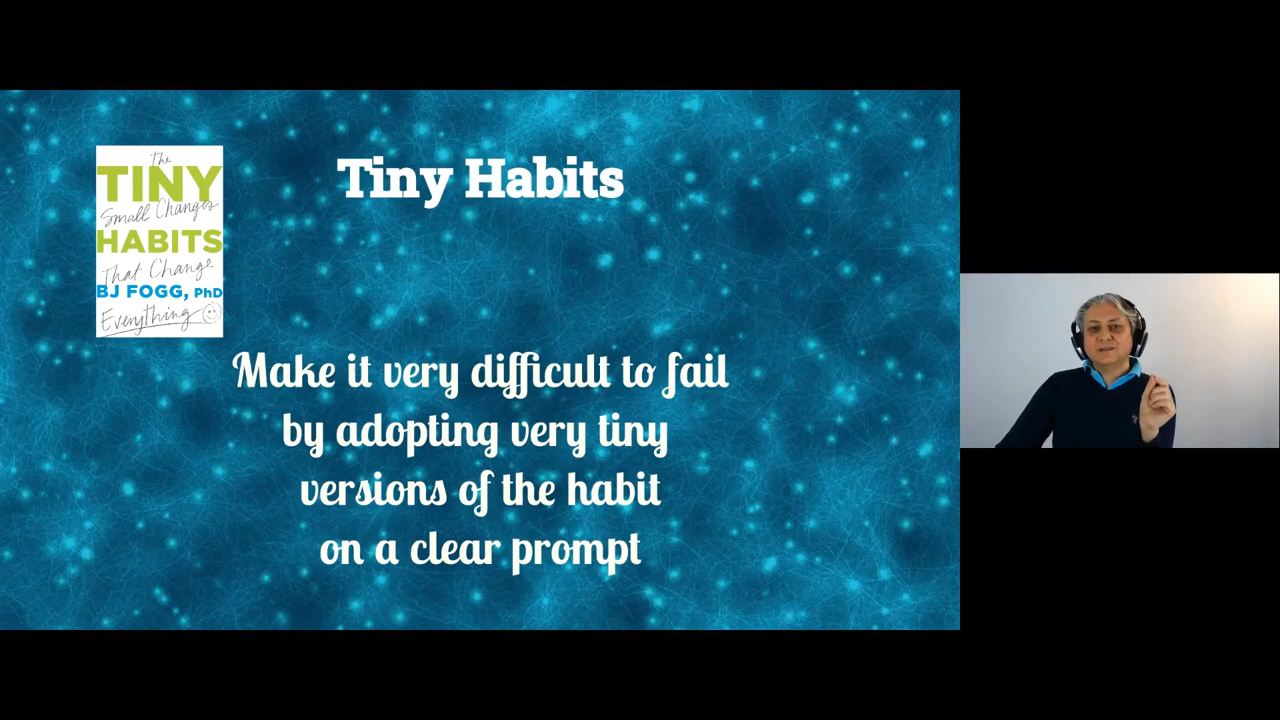 Tiny Habits
The
TINY
Small Changes
HABITS
That Change
BJ FOGG, PhD
Everything
Make it very difficult to fail
by adopting very tiny
versions of the habit
on a clear prompt